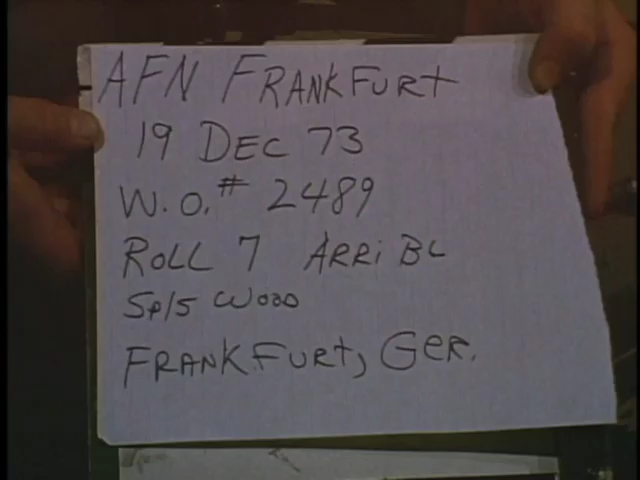 AFN FRANKFURT
19 DEC 73
W.O.# 2489
ROLL 7 ARRi BL
Sp/5 WOOD
FRANKFURT, GER.